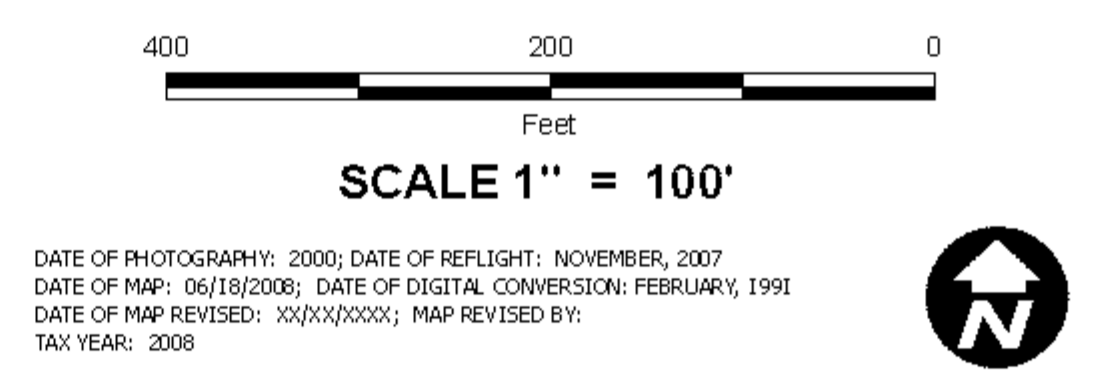 400 200 0
Feet
SCALE 1" = 100'
DATE OF PHOTOGRAPHY: 2000; DATE OF REFLIGHT: NOVEMBER, 2007
DATE OF MAP: 06/18/2008; DATE OF DIGITAL CONVERSION: FEBRUARY, 1991
DATE OF MAP REVISED: XX/XX/XXXX; MAP REVISED BY:
TAX YEAR: 2008
N